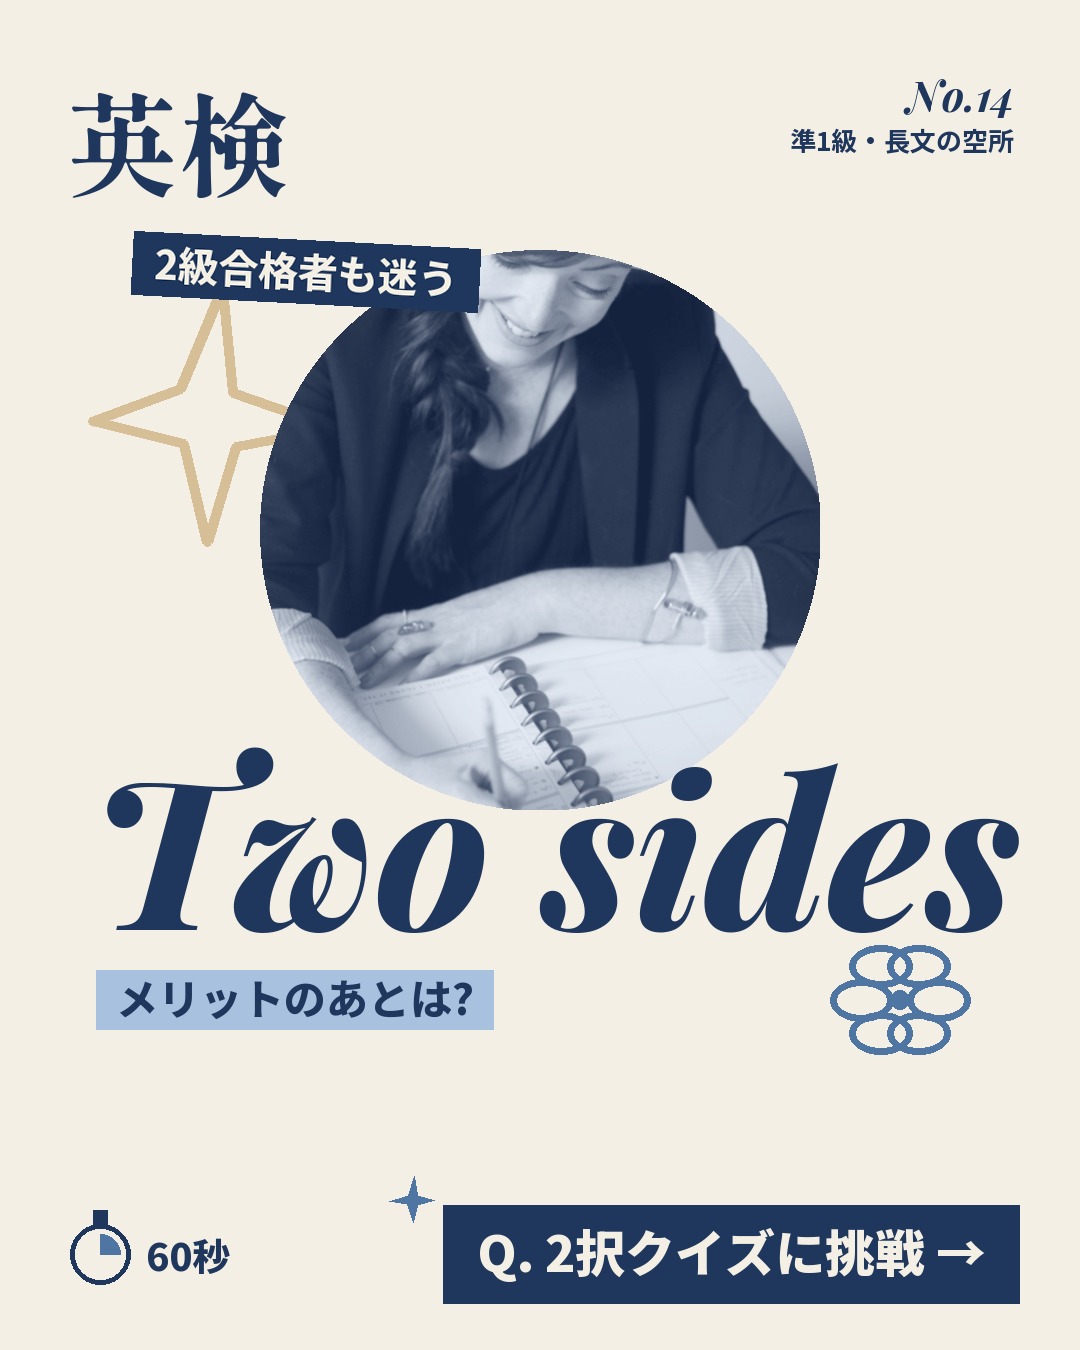 英検
No.14
準1級・長文の空所
2級合格者も迷う
Two sides
メリットのあとは?
60秒
Q. 2択クイズに挑戦→